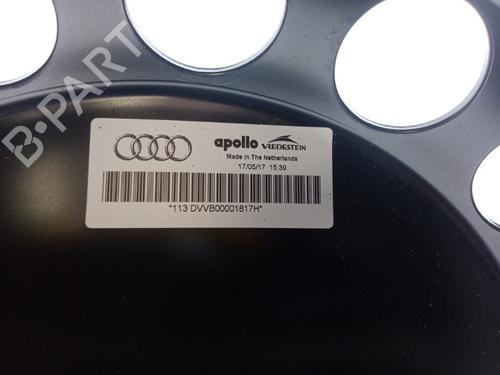 B-PART
apollo VREDESTEIN
Made in The Netherlands
17/05/17 15:39
*113 DVVB00001817H*